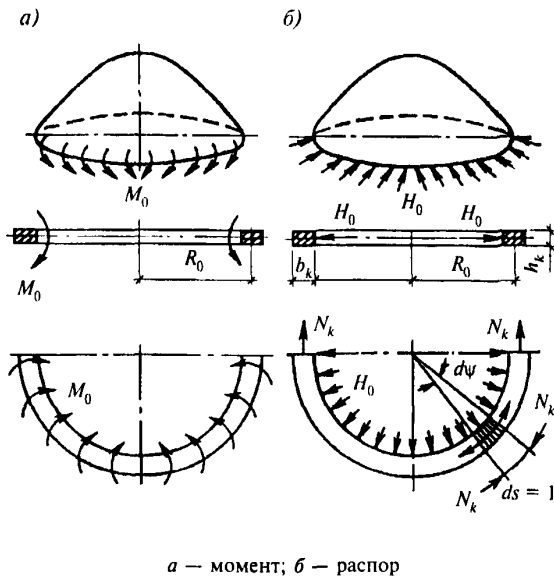 а) б)
M₀ H₀
H₀ H₀
R₀ bₖ R₀ hₖ
M₀
Nₖ Nₖ
dψ
M₀ H₀ Nₖ
Nₖ ds = 1
а — момент; б — распор